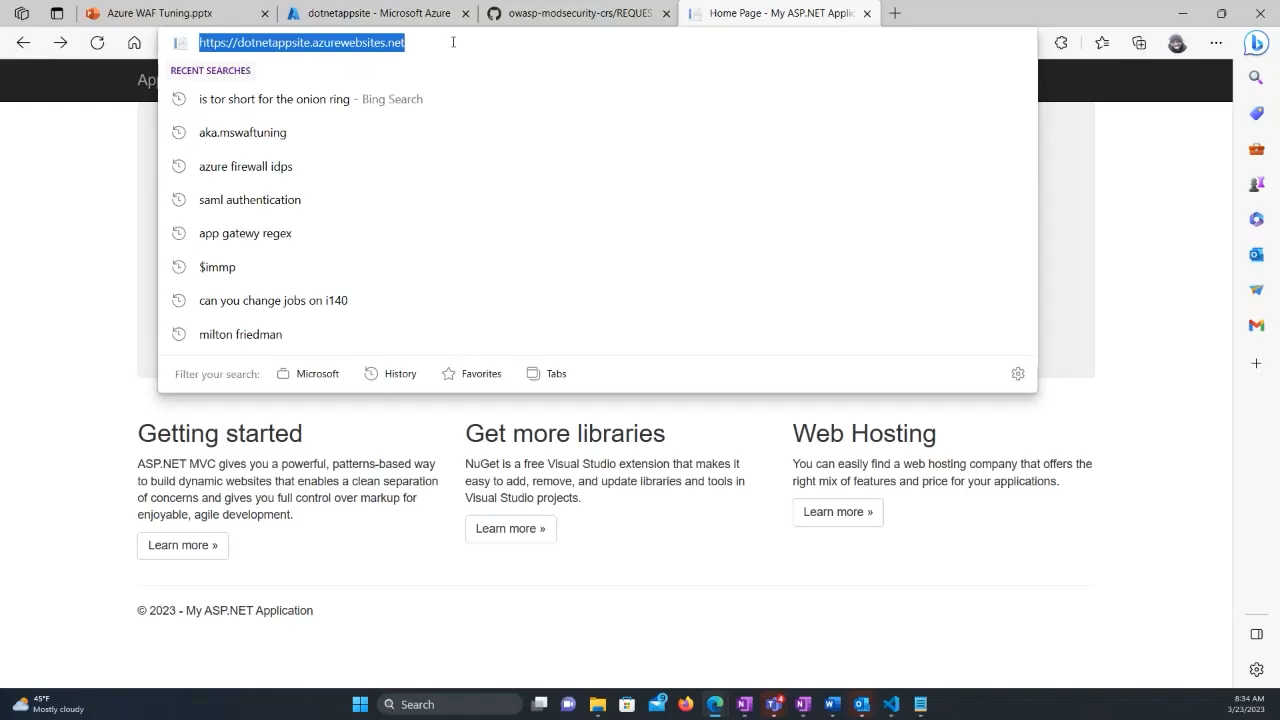 Azure WAF Tuning.pptx
dotnetappsite - Microsoft Azure
owasp-modsecurity-crs/REQUES
Home Page - My ASP.NET Applic
https://dotnetappsite.azurewebsites.net
RECENT SEARCHES
App
is tor short for the onion ring - Bing Search
aka.mswaftuning
azure firewall idps
saml authentication
app gatewy regex
$immp
can you change jobs on i140
milton friedman
Filter your search: Microsoft History Favorites Tabs
Getting started
ASP.NET MVC gives you a powerful, patterns-based way
to build dynamic websites that enables a clean separation
of concerns and gives you full control over markup for
enjoyable, agile development.
Learn more »
Get more libraries
NuGet is a free Visual Studio extension that makes it
easy to add, remove, and update libraries and tools in
Visual Studio projects.
Learn more »
Web Hosting
You can easily find a web hosting company that offers the
right mix of features and price for your applications.
Learn more »
© 2023 - My ASP.NET Application
45°F
Mostly cloudy
Search
8:34 AM
3/23/2023